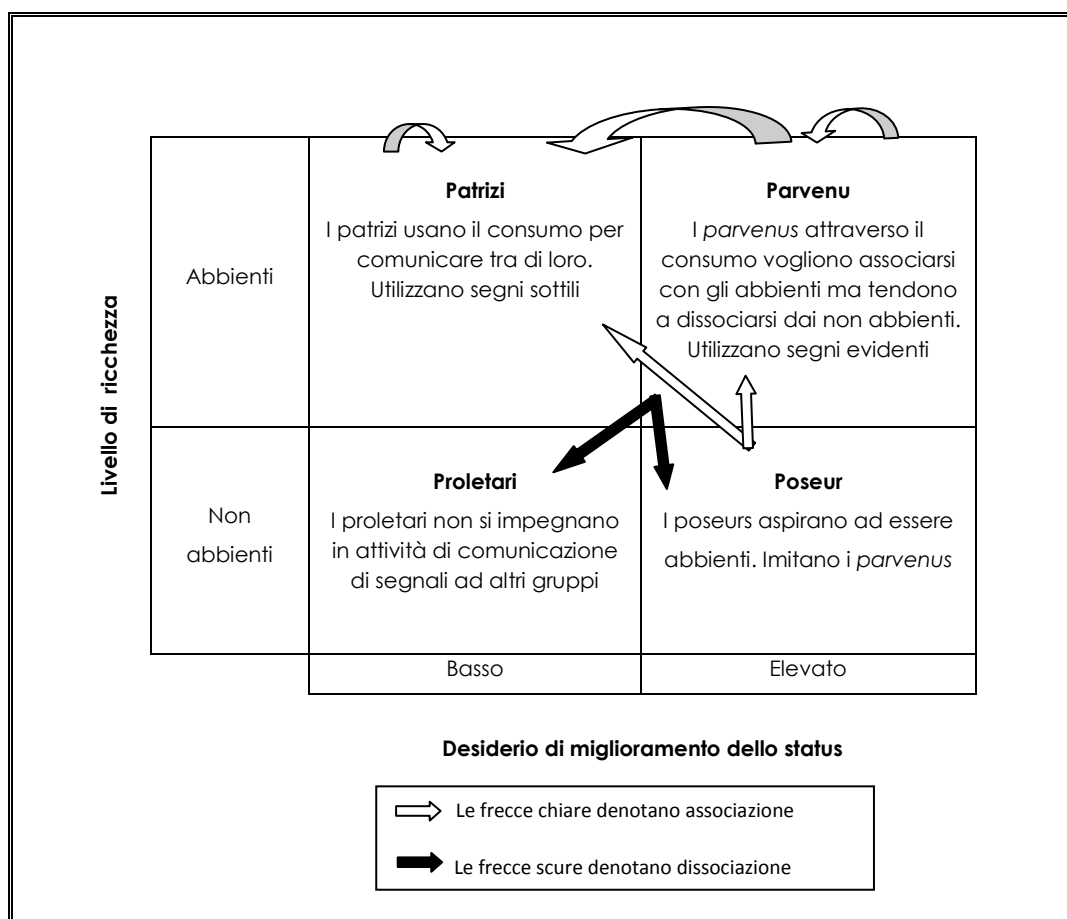 Livello di ricchezza
Abbienti
Patrizi
I patrizi usano il consumo per
comunicare tra di loro.
Utilizzano segni sottili
Parvenu
I parvenus attraverso il
consumo vogliono associarsi
con gli abbienti ma tendono
a dissociarsi dai non abbienti.
Utilizzano segni evidenti
Non
abbienti
Proletari
I proletari non si impegnano
in attività di comunicazione
di segnali ad altri gruppi
Poseur
I poseurs aspirano ad essere
abbienti. Imitano i parvenus
Basso
Elevato
Desiderio di miglioramento dello status
Le frecce chiare denotano associazione
Le frecce scure denotano dissociazione